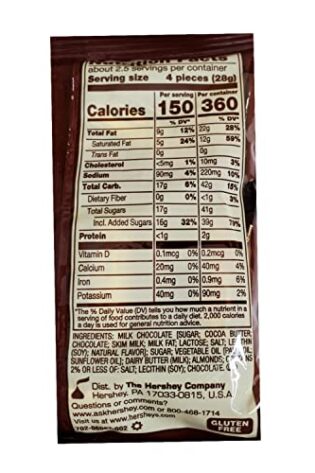 Nutrition Facts
about 2.5 servings per container
Serving size 4 pieces (28g)
Per serving Per container
Calories 150 360
% DV* % DV*
Total Fat 9g 12% 22g 28%
Saturated Fat 5g 24% 12g 59%
Trans Fat 0g 0g
Cholesterol <5mg 1% 10mg 3%
Sodium 90mg 4% 220mg 10%
Total Carb. 17g 6% 42g 15%
Dietary Fiber 0g 0% <1g 3%
Total Sugars 17g 41g
Incl. Added Sugars 16g 32% 39g
Protein <1g 2g
Vitamin D 0.1mcg 0% 0.2mcg 0%
Calcium 20mg 0% 40mg 4%
Iron 0.4mg 0% 0.9mg 6%
Potassium 40mg 0% 90mg 2%
*The % Daily Value (DV) tells you how much a nutrient in a
serving of food contributes to a daily diet. 2,000 calories
a day is used for general nutrition advice.
INGREDIENTS: MILK CHOCOLATE (SUGAR; COCOA BUTTER;
CHOCOLATE; SKIM MILK; MILK FAT; LACTOSE; SALT; LECITHIN
(SOY); NATURAL FLAVOR); SUGAR; VEGETABLE OIL
SUNFLOWER OIL); DAIRY BUTTER (MILK); ALMONDS;
2% OR LESS OF: SALT; LECITHIN (SOY); CHOCOLATE.
Dist. by The Hershey Company
Hershey, PA 17033-0815, U.S.A.
Questions or comments?
www.askhershey.com or 800-468-1714
Visit us at www.hersheys.com
GLUTEN
FREE